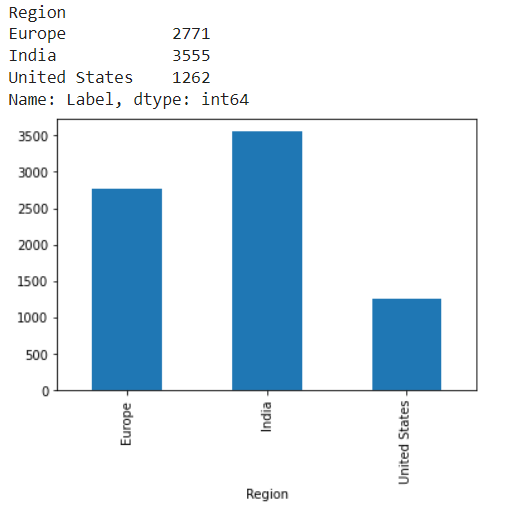 Region
Europe 2771
India 3555
United States 1262
Name: Label, dtype: int64
3500
3000
2500
2000
1500
1000
500
0
Europe
India
United States
Region